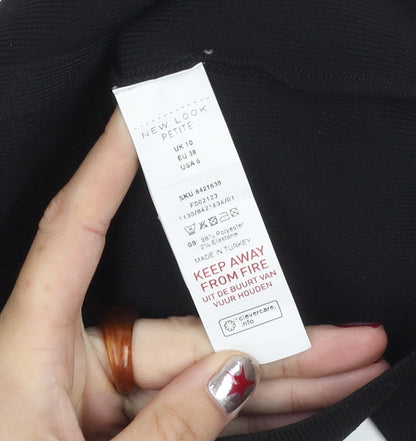 NEW LOOK
PETITE
UK 10
EU 38
USA 6
SKU:8421638
F002123
1130/8421636/01
GB 98% Polyester
2% Elastane
MADE IN TURKEY
KEEP AWAY
FROM FIRE
UIT DE BUURT VAN
VUUR HOUDEN
clevercare.
info